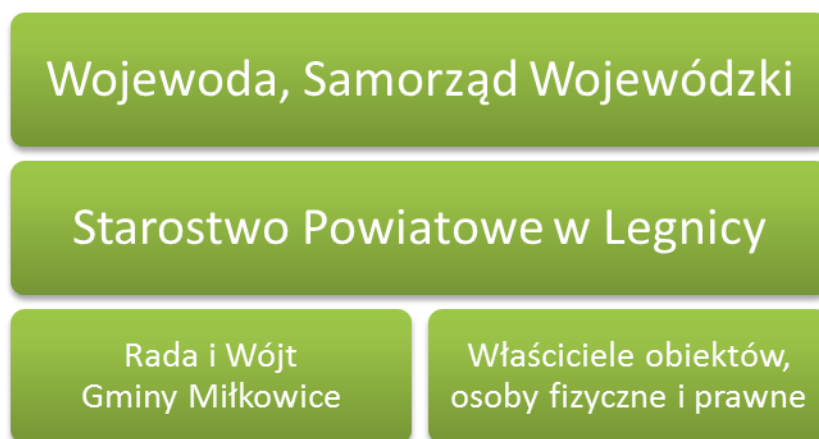 Wojewoda, Samorząd Wojewódzki
Starostwo Powiatowe w Legnicy
Rada i Wójt
Gminy Miłkowice
Właściciele obiektów,
osoby fizyczne i prawne